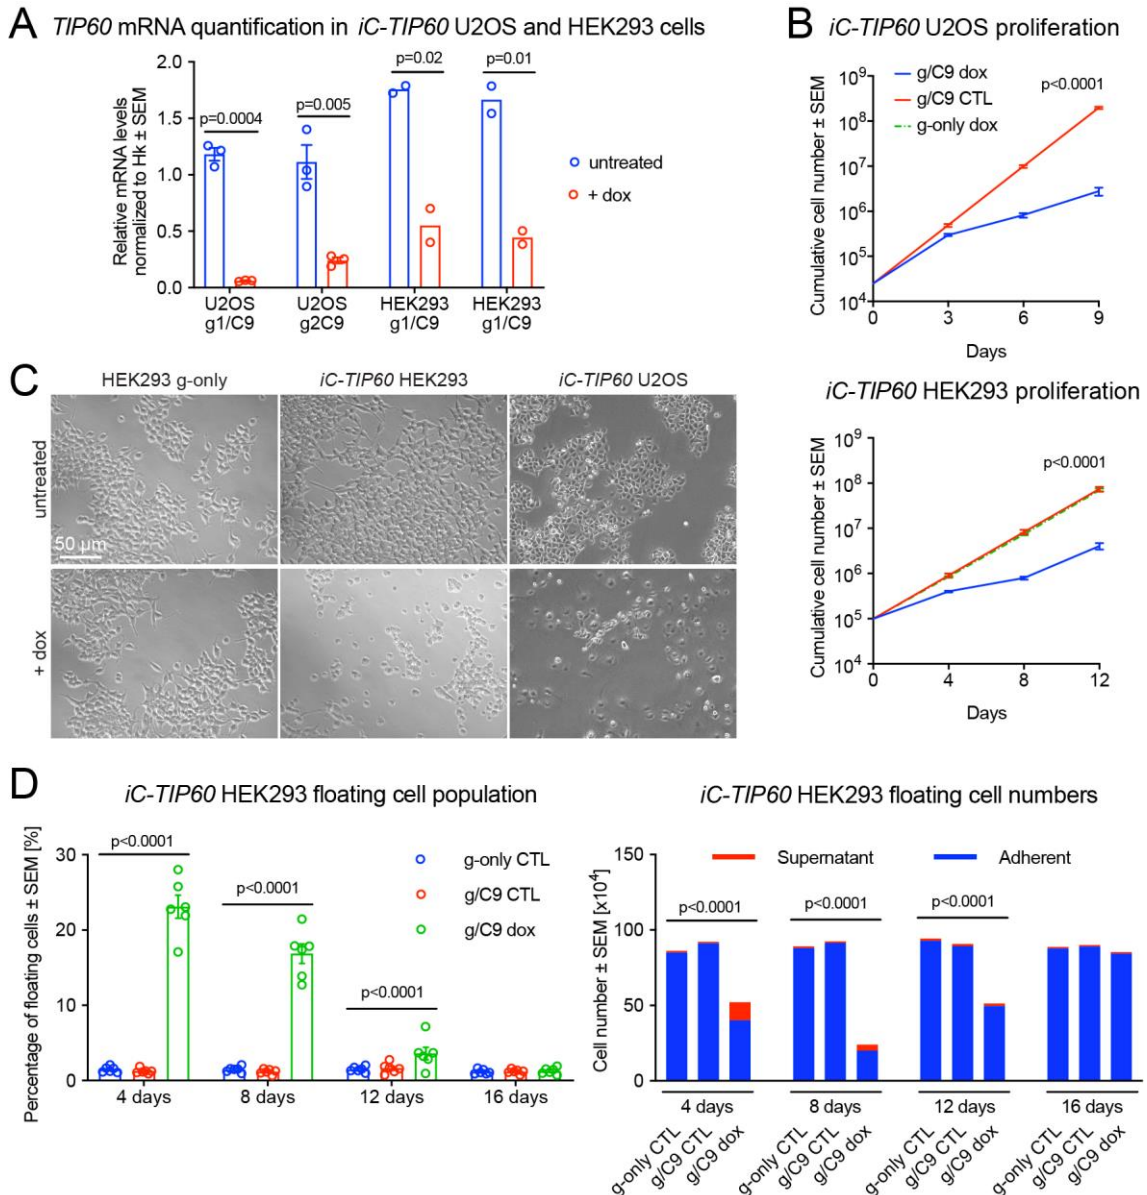 A TIP60 mRNA quantification in iC-TIP60 U2OS and HEK293 cells
Relative mRNA levels
normalized to Hk ± SEM
2.0
1.5
1.0
0.5
0.0
p=0.0004
p=0.005
p=0.02
p=0.01
untreated
+ dox
U2OS
g1/C9
U2OS
g2C9
HEK293
g1/C9
HEK293
g1/C9
B iC-TIP60 U2OS proliferation
Cumulative cell number ± SEM
10⁹
10⁸
10⁷
10⁶
10⁵
10⁴
g/C9 dox
g/C9 CTL
g-only dox
p<0.0001
0 3 6 9
Days
iC-TIP60 HEK293 proliferation
Cumulative cell number ± SEM
10⁹
10⁸
10⁷
10⁶
10⁵
10⁴
p<0.0001
0 4 8 12
Days
C
HEK293 g-only iC-TIP60 HEK293 iC-TIP60 U2OS
untreated
50 µm
+ dox
D
iC-TIP60 HEK293 floating cell population
Percentage of floating cells ± SEM [%]
30
20
10
0
p<0.0001
p<0.0001
p<0.0001
g-only CTL
g/C9 CTL
g/C9 dox
4 days 8 days 12 days 16 days
iC-TIP60 HEK293 floating cell numbers
Cell number ± SEM [x10⁴]
150
100
50
0
Supernatant Adherent
p<0.0001 p<0.0001 p<0.0001
4 days 8 days 12 days 16 days
g-only CTL
g/C9 CTL
g/C9 dox
g-only CTL
g/C9 CTL
g/C9 dox
g-only CTL
g/C9 CTL
g/C9 dox
g-only CTL
g/C9 CTL
g/C9 dox